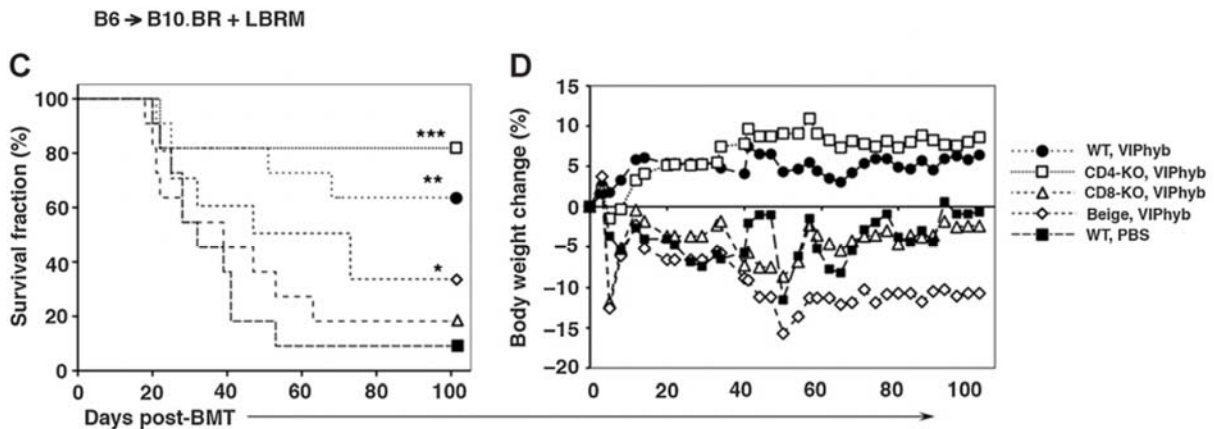 B6 → B10.BR + LBRM
C
Survival fraction (%)
100
80
60
40
20
0
***
**
*
0 20 40 60 80 100
Days post-BMT
D
Body weight change (%)
15
10
5
0
−5
−10
−15
−20
0 20 40 60 80 100
WT, VIPhyb
CD4-KO, VIPhyb
CD8-KO, VIPhyb
Beige, VIPhyb
WT, PBS